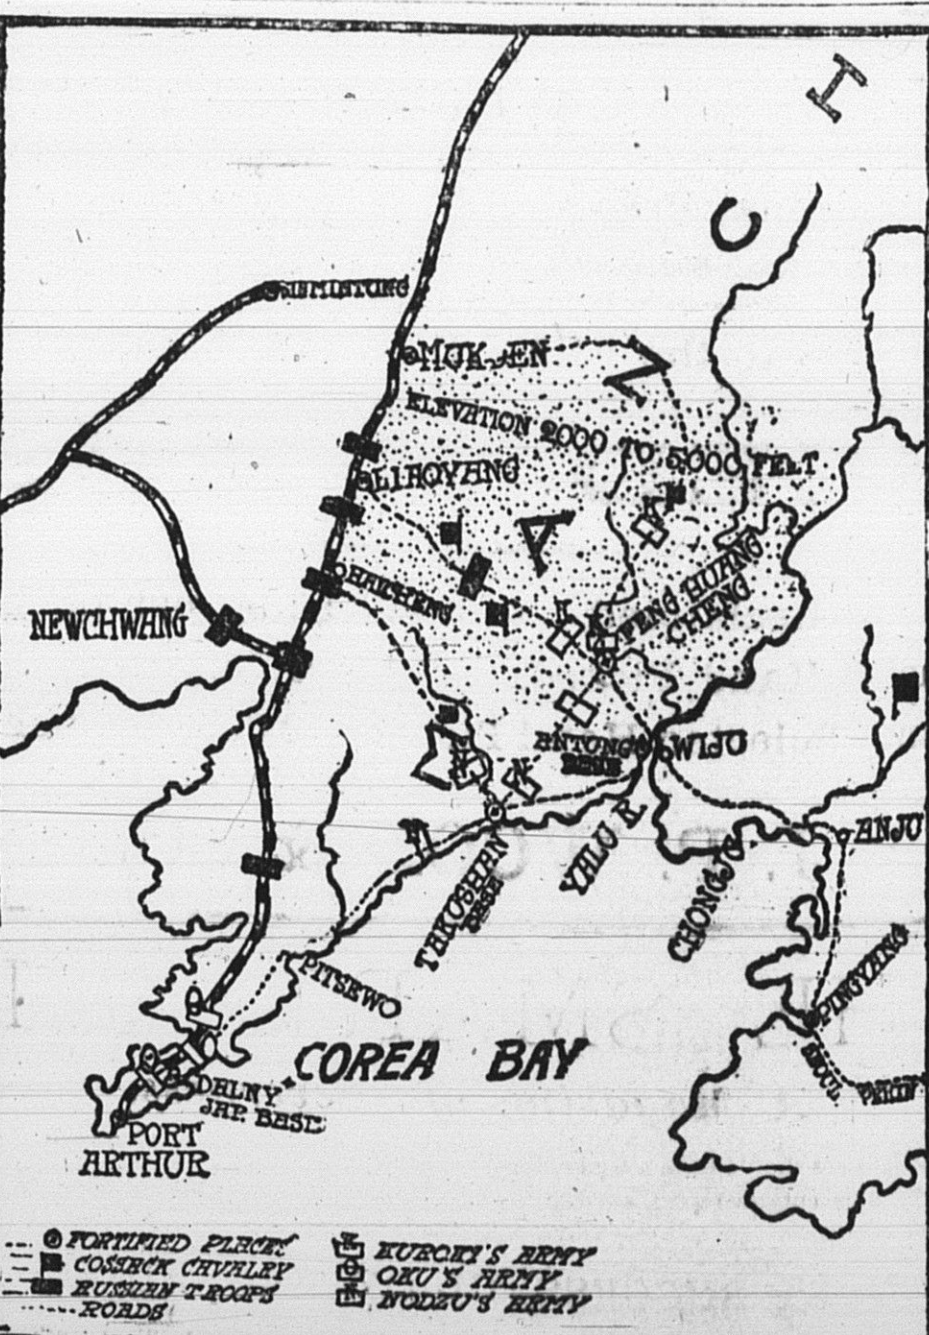 H
C
N
A
M
SINMINTUNG
MUKDEN
ELEVATION 2000 TO 5000 FEET
LIAOYANG
HAICHENG
NEWCHWANG
FENG HUANG
CHENG
K
K
ANTUNG
BASE
WIJU
YALU R.
ANJU
CHONGJU
TAKUSHAN
BASE
N
N
PITSEWO
PINGYANG
SEOUL
COREA BAY
DALNY
JAP. BASE
PORT
ARTHUR
FORTIFIED PLACES
COSSACK CAVALRY
RUSSIAN TROOPS
ROADS
K KUROKI'S ARMY
O OKU'S ARMY
N NODZU'S ARMY